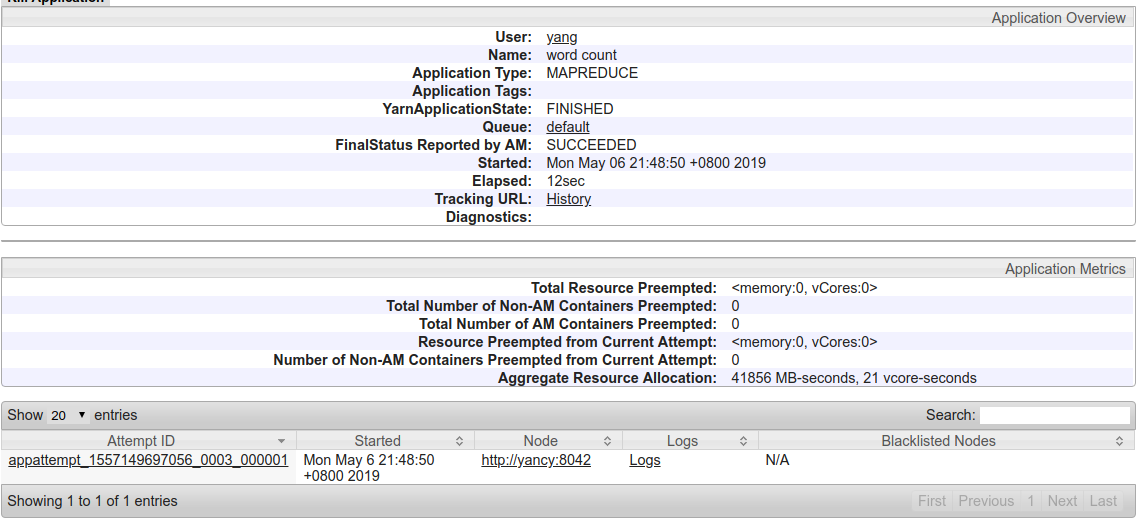 Kill Application
Application Overview
User: yang
Name: word count
Application Type: MAPREDUCE
Application Tags:
YarnApplicationState: FINISHED
Queue: default
FinalStatus Reported by AM: SUCCEEDED
Started: Mon May 06 21:48:50 +0800 2019
Elapsed: 12sec
Tracking URL: History
Diagnostics:
Application Metrics
Total Resource Preempted: <memory:0, vCores:0>
Total Number of Non-AM Containers Preempted: 0
Total Number of AM Containers Preempted: 0
Resource Preempted from Current Attempt: <memory:0, vCores:0>
Number of Non-AM Containers Preempted from Current Attempt: 0
Aggregate Resource Allocation: 41856 MB-seconds, 21 vcore-seconds
Show 20 entries Search:
Attempt ID Started Node Logs Blacklisted Nodes
appattempt_1557149697056_0003_000001 Mon May 6 21:48:50 http://yancy:8042 Logs N/A
+0800 2019
Showing 1 to 1 of 1 entries First Previous 1 Next Last